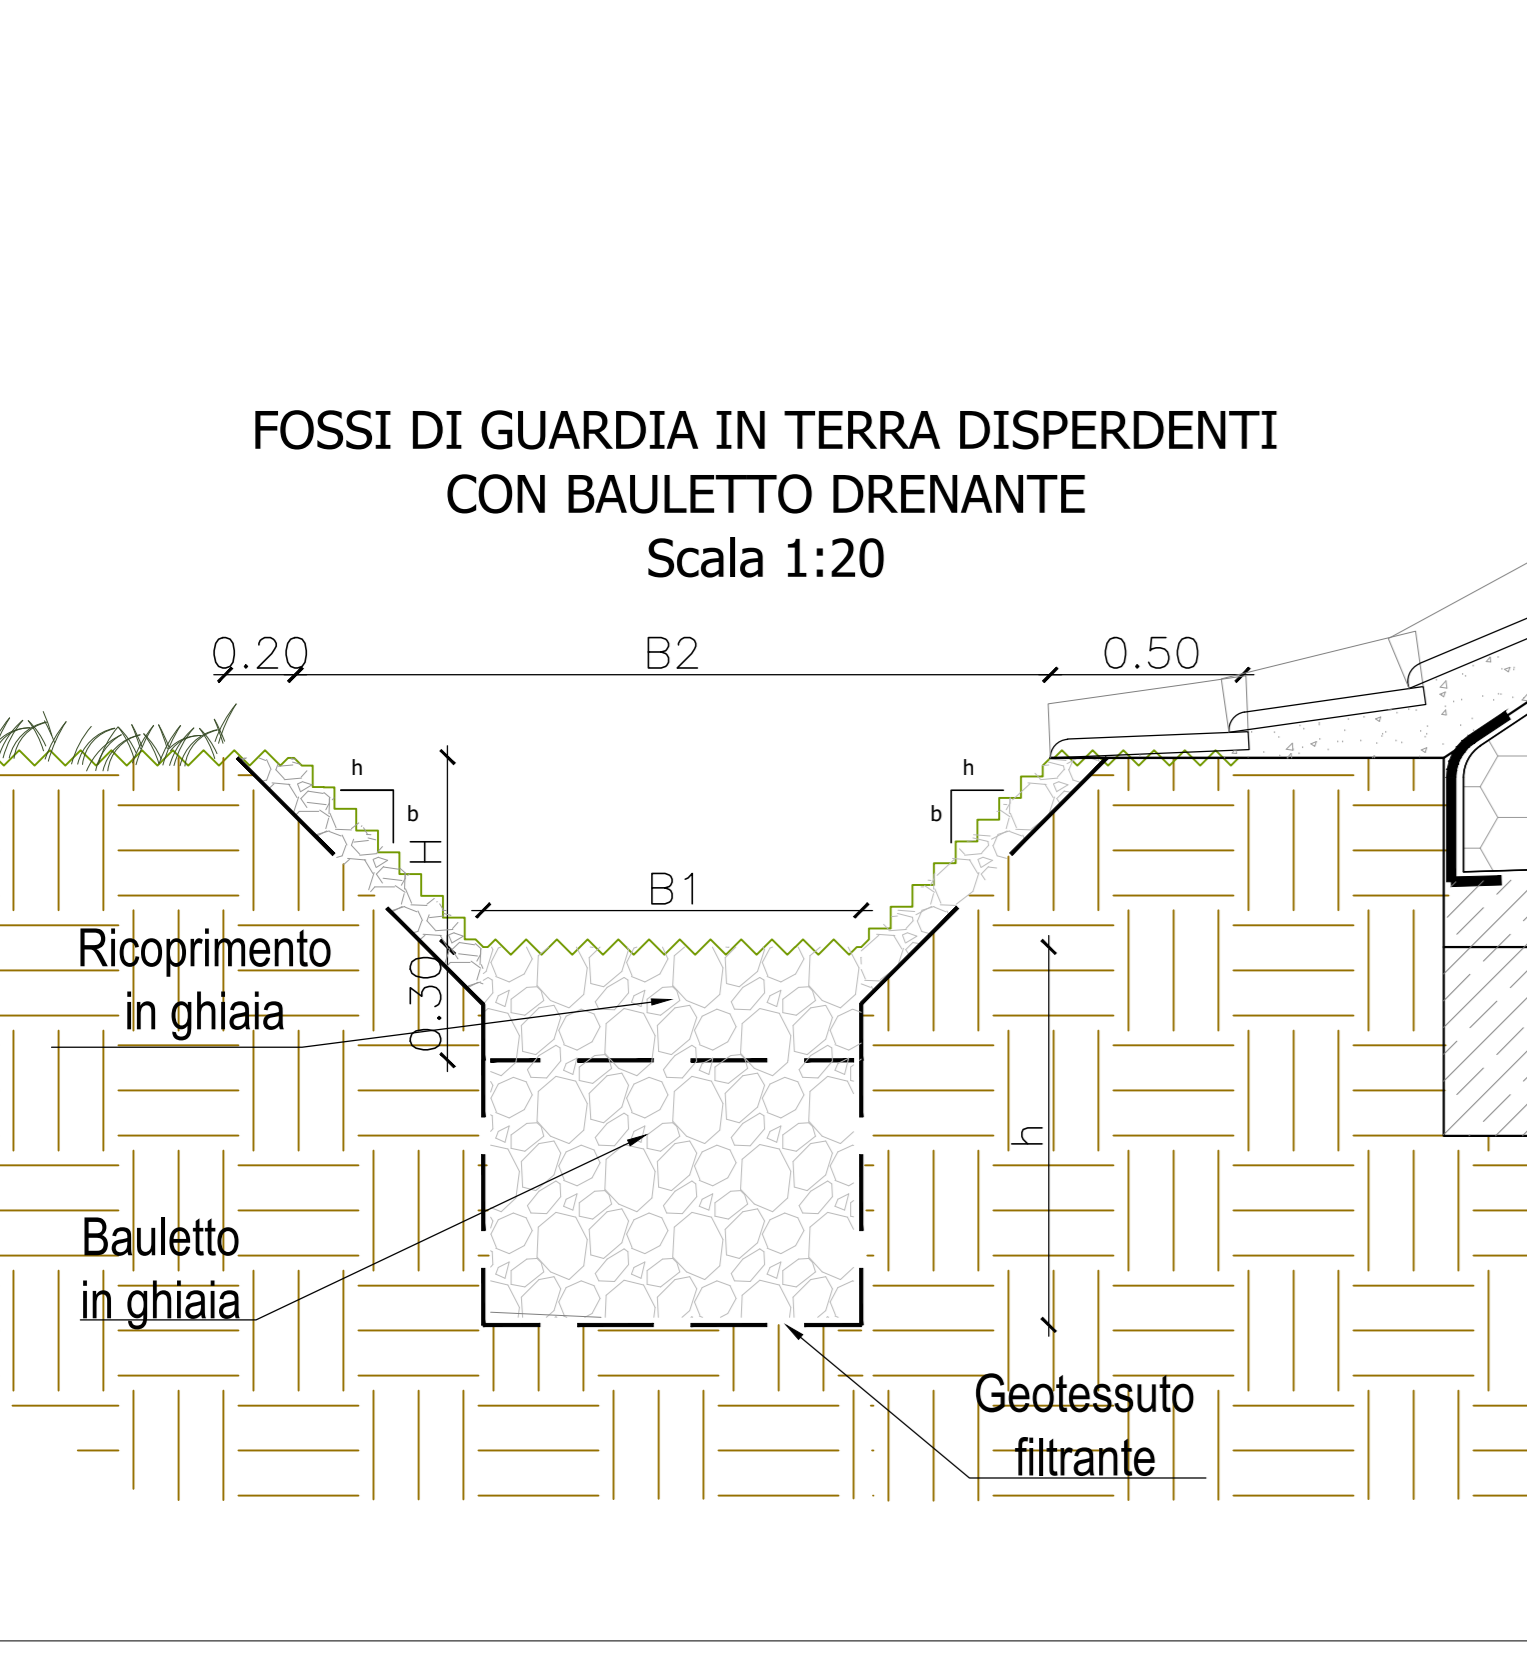 FOSSI DI GUARDIA IN TERRA DISPERDENTI
CON BAULETTO DRENANTE
Scala 1:20
0.20
B2
0.50
h
b
h
b
H
B1
Ricoprimento
in ghiaia
0.30
h
Bauletto
in ghiaia
Geotessuto
filtrante